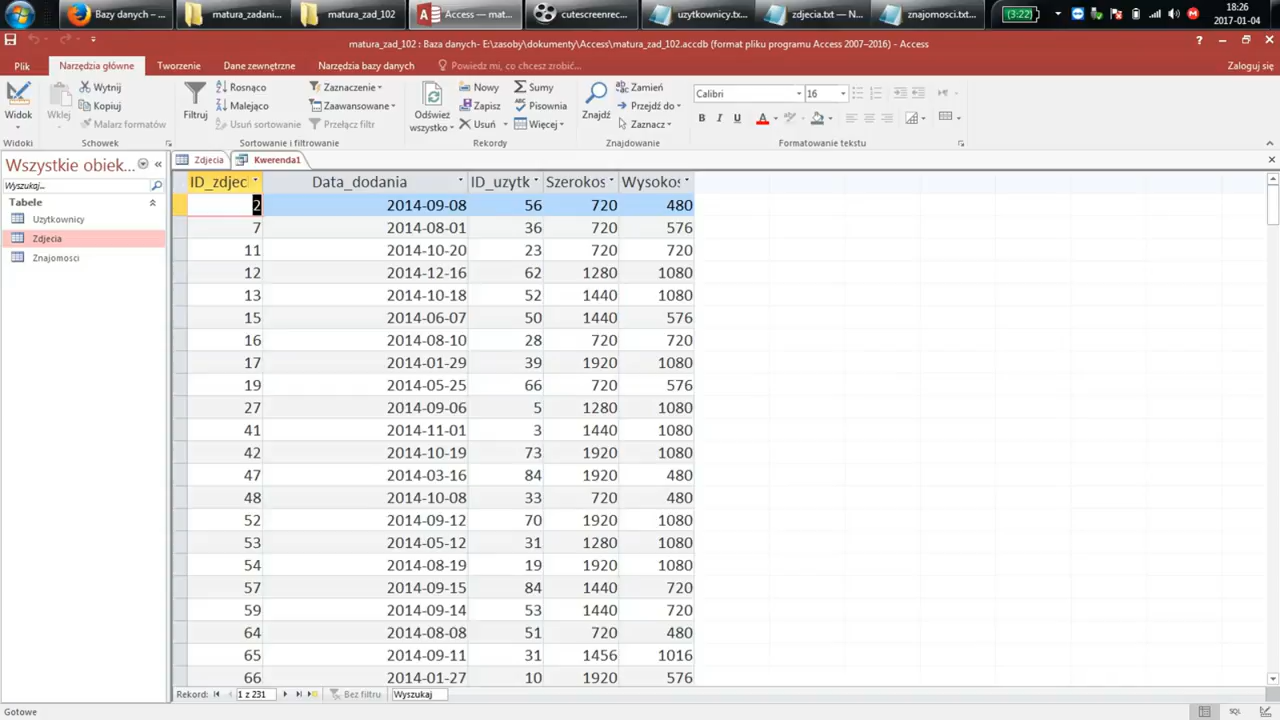 Bazy danych – ...
matura_zadani...
matura_zad_102
Access — mat...
cutescreenrec...
uzytkownicy.tx...
zdjecia.txt — N...
znajomosci.txt...
(3:22)
18:26
2017-01-04
matura_zad_102 : Baza danych- E:\zasoby\dokumenty\Access\matura_zad_102.accdb (format pliku programu Access 2007–2016) - Access
Plik Narzędzia główne Tworzenie Dane zewnętrzne Narzędzia bazy danych Powiedz mi, co chcesz zrobić... Zaloguj się
Widok
Wklej
Wytnij
Kopiuj
Malarz formatów
Filtruj
Rosnąco
Malejąco
Usuń sortowanie
Zaznaczenie
Zaawansowane
Przełącz filtr
Odśwież
wszystko
Nowy
Zapisz
Usuń
Sumy
Pisownia
Więcej
Znajdź
Zamień
Przejdź do
Zaznacz
Calibri 16
B I U A
Widoki Schowek Sortowanie i filtrowanie Rekordy Znajdowanie Formatowanie tekstu
Wszystkie obiek...
Wyszukaj...
Tabele
Uzytkownicy
Zdjecia
Znajomosci
Zdjecia Kwerenda1
ID_zdjec Data_dodania ID_uzytk Szerokos Wysokos
2 2014-09-08 56 720 480
7 2014-08-01 36 720 576
11 2014-10-20 23 720 720
12 2014-12-16 62 1280 1080
13 2014-10-18 52 1440 1080
15 2014-06-07 50 1440 576
16 2014-08-10 28 720 720
17 2014-01-29 39 1920 1080
19 2014-05-25 66 720 576
27 2014-09-06 5 1280 1080
41 2014-11-01 3 1440 1080
42 2014-10-19 73 1920 1080
47 2014-03-16 84 1920 480
48 2014-10-08 33 720 480
52 2014-09-12 70 1920 1080
53 2014-05-12 31 1280 1080
54 2014-08-19 19 1920 1080
57 2014-09-15 84 1440 720
59 2014-09-14 53 1440 720
64 2014-08-08 51 720 480
65 2014-09-11 31 1456 1016
66 2014-01-27 10 1920 576
Rekord: 1 z 231 Bez filtru Wyszukaj
Gotowe
SQL